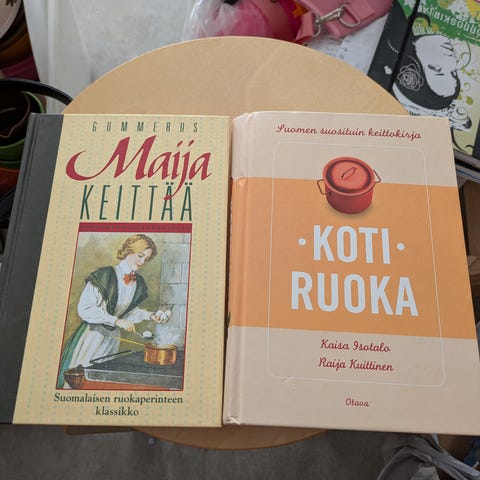 GUMMERUS
Maija
KEITTÄÄ
Suomalaisen ruokaperinteen
klassikko
Suomen suosituin keittokirja
·KOTI·
RUOKA
Kaisa Isotalo
Raija Kuittinen
Otava